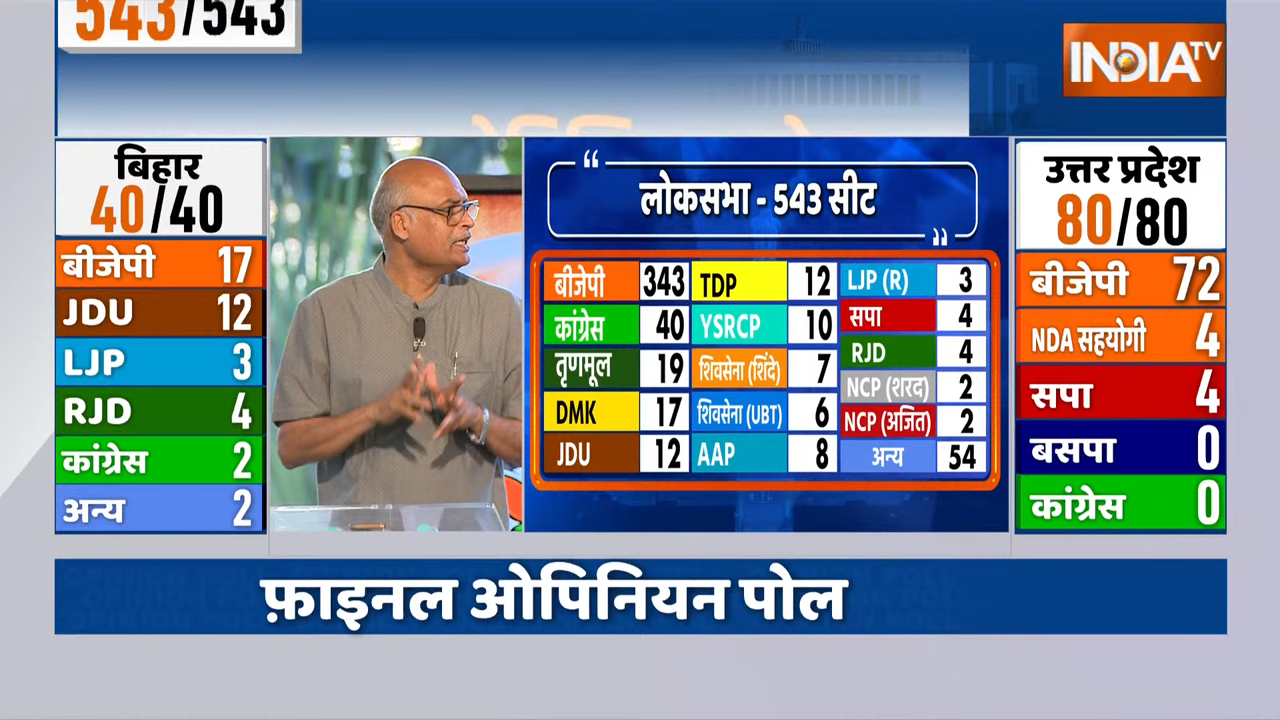 543/543
INDIA TV
बिहार
40/40
बीजेपी 17
JDU 12
LJP 3
RJD 4
कांग्रेस 2
अन्य 2
“
लोकसभा - 543 सीट
”
बीजेपी 343 TDP 12 LJP (R) 3
कांग्रेस 40 YSRCP 10 सपा 4
तृणमूल 19 शिवसेना (शिंदे) 7 RJD 4
DMK 17 शिवसेना (UBT) 6 NCP (शरद) 2
JDU 12 AAP 8 NCP (अजित) 2
अन्य 54
उत्तर प्रदेश
80/80
बीजेपी 72
NDA सहयोगी 4
सपा 4
बसपा 0
कांग्रेस 0
फ़ाइनल ओपिनियन पोल